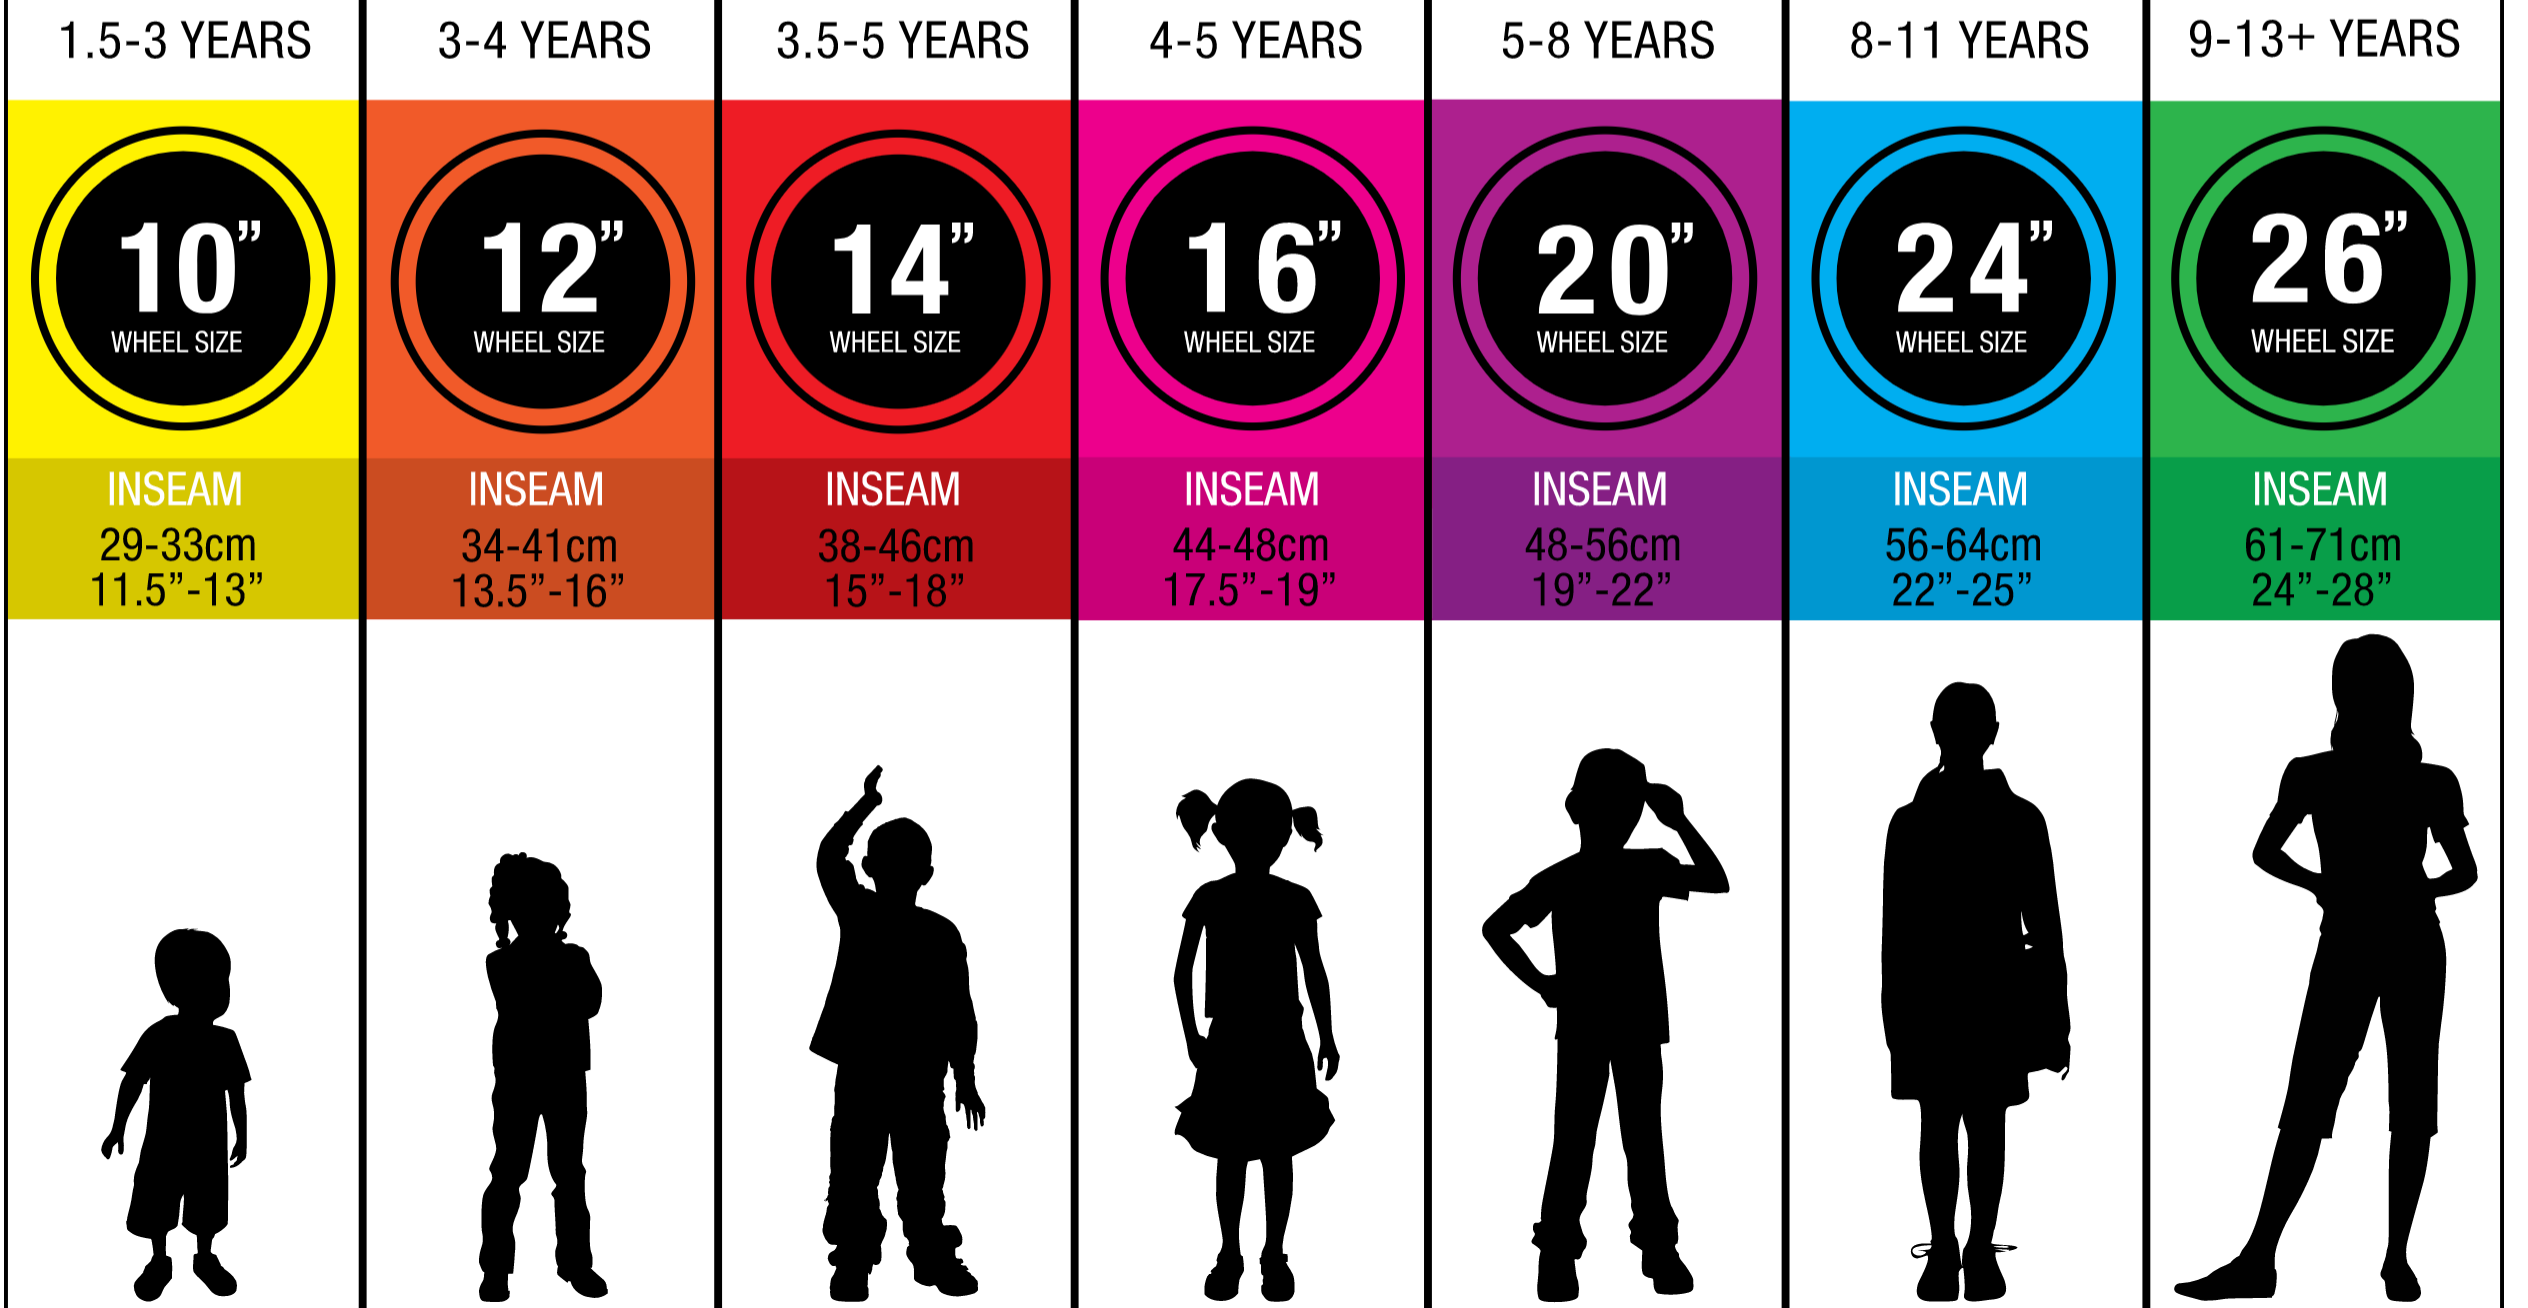 1.5-3 YEARS
10”
WHEEL SIZE
INSEAM
29-33cm
11.5”-13”
3-4 YEARS
12”
WHEEL SIZE
INSEAM
34-41cm
13.5”-16”
3.5-5 YEARS
14”
WHEEL SIZE
INSEAM
38-46cm
15”-18”
4-5 YEARS
16”
WHEEL SIZE
INSEAM
44-48cm
17.5”-19”
5-8 YEARS
20”
WHEEL SIZE
INSEAM
48-56cm
19”-22”
8-11 YEARS
24”
WHEEL SIZE
INSEAM
56-64cm
22”-25”
9-13+ YEARS
26”
WHEEL SIZE
INSEAM
61-71cm
24”-28”